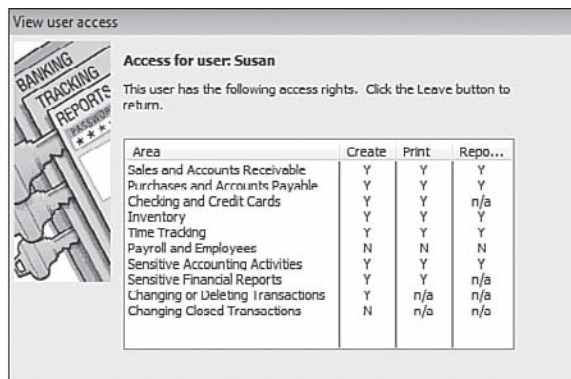 View user access
BANKING
TRACKING
REPORTS
PASSWORD
****
Access for user: Susan
This user has the following access rights. Click the Leave button to
return.
Area Create Print Repo...
Sales and Accounts Receivable Y Y Y
Purchases and Accounts Payable Y Y Y
Checking and Credit Cards Y Y n/a
Inventory Y Y Y
Time Tracking Y Y Y
Payroll and Employees N N N
Sensitive Accounting Activities Y Y Y
Sensitive Financial Reports Y Y n/a
Changing or Deleting Transactions Y n/a n/a
Changing Closed Transactions N n/a n/a